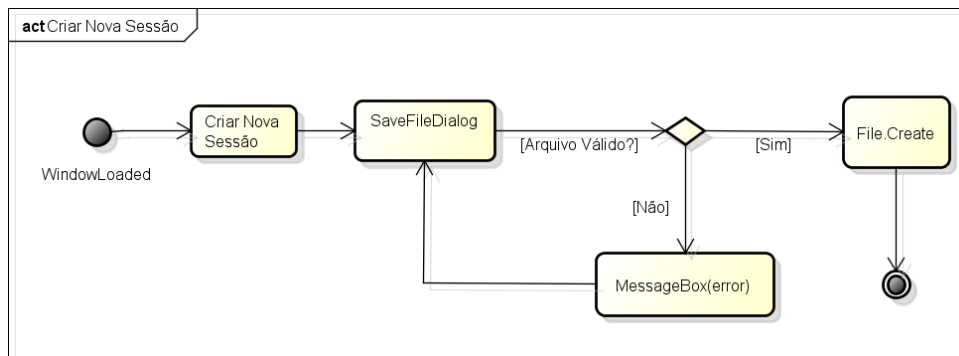 act Criar Nova Sessão
WindowLoaded
Criar Nova
Sessão
SaveFileDialog
[Arquivo Válido?]
[Sim]
File.Create
[Não]
MessageBox(error)